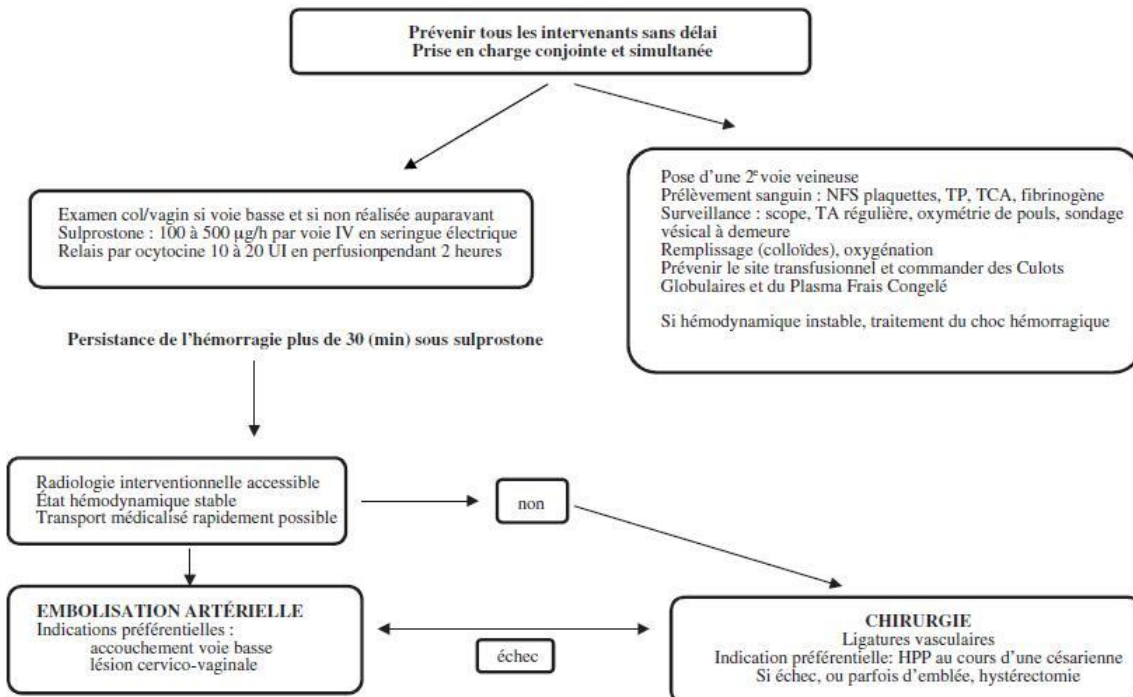 Prévenir tous les intervenants sans délai
Prise en charge conjointe et simultanée
Examen col/vagin si voie basse et si non réalisée auparavant
Sulprostone : 100 à 500 µg/h par voie IV en seringue électrique
Relais par ocytocine 10 à 20 UI en perfusionpendant 2 heures
Pose d'une 2e voie veineuse
Prélèvement sanguin : NFS plaquettes, TP, TCA, fibrinogène
Surveillance : scope, TA régulière, oxymétrie de pouls, sondage
vésical à demeure
Remplissage (colloïdes), oxygénation
Prévenir le site transfusionnel et commander des Culots
Globulaires et du Plasma Frais Congelé
Si hémodynamique instable, traitement du choc hémorragique
Persistance de l'hémorragie plus de 30 (min) sous sulprostone
Radiologie interventionnelle accessible
État hémodynamique stable
Transport médicalisé rapidement possible
non
EMBOLISATION ARTÉRIELLE
Indications préférentielles :
accouchement voie basse
lésion cervico-vaginale
échec
CHIRURGIE
Ligatures vasculaires
Indication préférentielle: HPP au cours d'une césarienne
Si échec, ou parfois d'emblée, hystérectomie